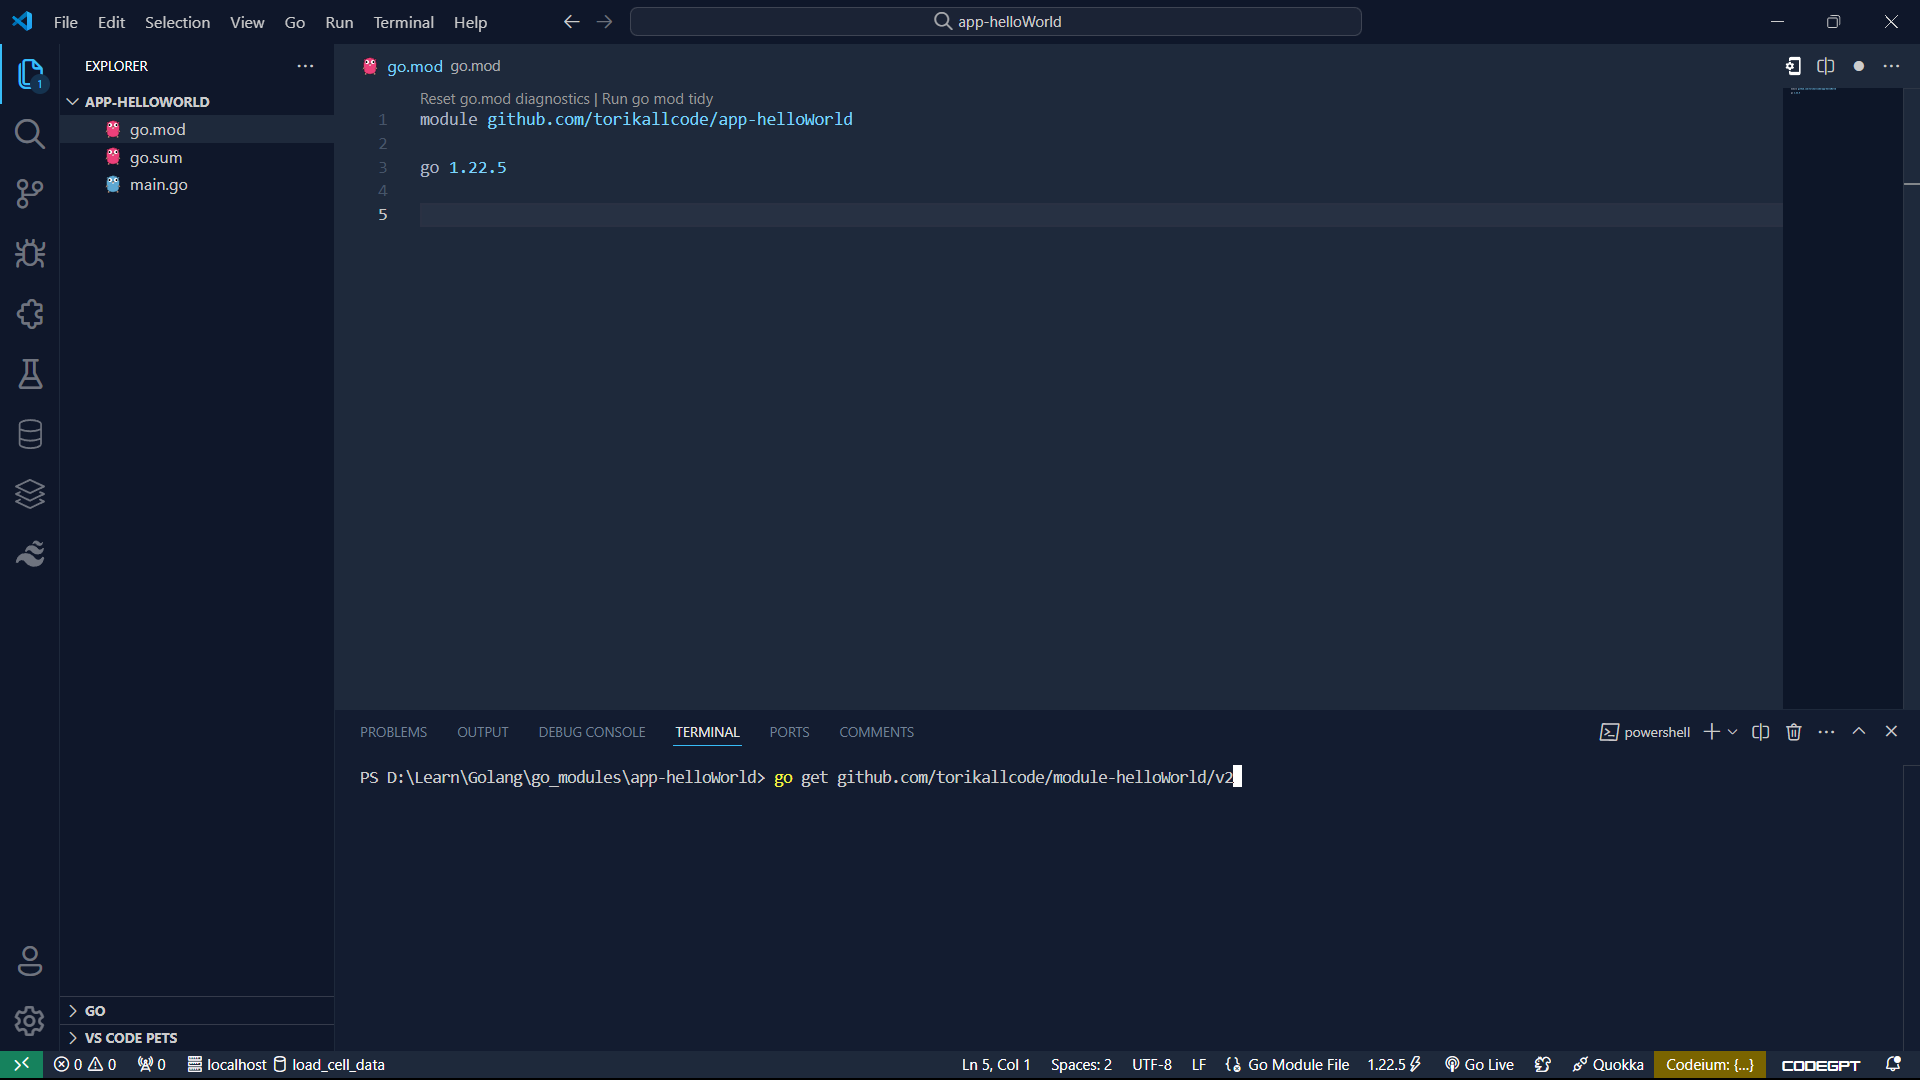 File Edit Selection View Go Run Terminal Help
app-helloWorld
EXPLORER
APP-HELLOWORLD
go.mod
go.sum
main.go
go.mod go.mod
Reset go.mod diagnostics | Run go mod tidy
1 module github.com/torikallcode/app-helloWorld
2
3 go 1.22.5
4
5
PROBLEMS OUTPUT DEBUG CONSOLE TERMINAL PORTS COMMENTS
powershell
PS D:\Learn\Golang\go_modules\app-helloWorld> go get github.com/torikallcode/module-helloWorld/v2
1
GO
VS CODE PETS
0 0 0 localhost load_cell_data
Ln 5, Col 1 Spaces: 2 UTF-8 LF Go Module File 1.22.5 Go Live Quokka Codeium: {...} CODEGPT